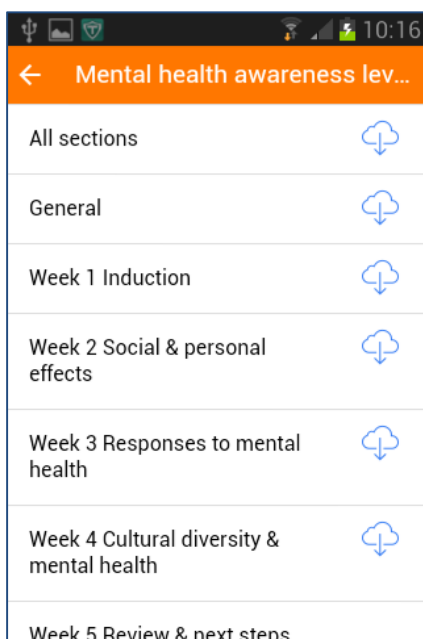 10:16
Mental health awareness lev...
All sections
General
Week 1 Induction
Week 2 Social & personal
effects
Week 3 Responses to mental
health
Week 4 Cultural diversity &
mental health
Week 5 Review & next steps